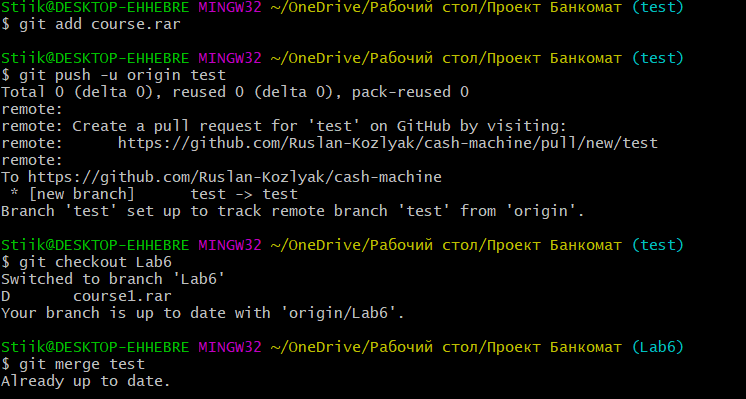 Stiik@DESKTOP-EHHEBRE MINGW32 ~/OneDrive/Рабочий стол/Проект Банкомат (test)
$ git add course.rar
Stiik@DESKTOP-EHHEBRE MINGW32 ~/OneDrive/Рабочий стол/Проект Банкомат (test)
$ git push -u origin test
Total 0 (delta 0), reused 0 (delta 0), pack-reused 0
remote:
remote: Create a pull request for 'test' on GitHub by visiting:
remote:      https://github.com/Ruslan-Kozlyak/cash-machine/pull/new/test
remote:
To https://github.com/Ruslan-Kozlyak/cash-machine
 * [new branch]      test -> test
Branch 'test' set up to track remote branch 'test' from 'origin'.
Stiik@DESKTOP-EHHEBRE MINGW32 ~/OneDrive/Рабочий стол/Проект Банкомат (test)
$ git checkout Lab6
Switched to branch 'Lab6'
D       course1.rar
Your branch is up to date with 'origin/Lab6'.
Stiik@DESKTOP-EHHEBRE MINGW32 ~/OneDrive/Рабочий стол/Проект Банкомат (Lab6)
$ git merge test
Already up to date.